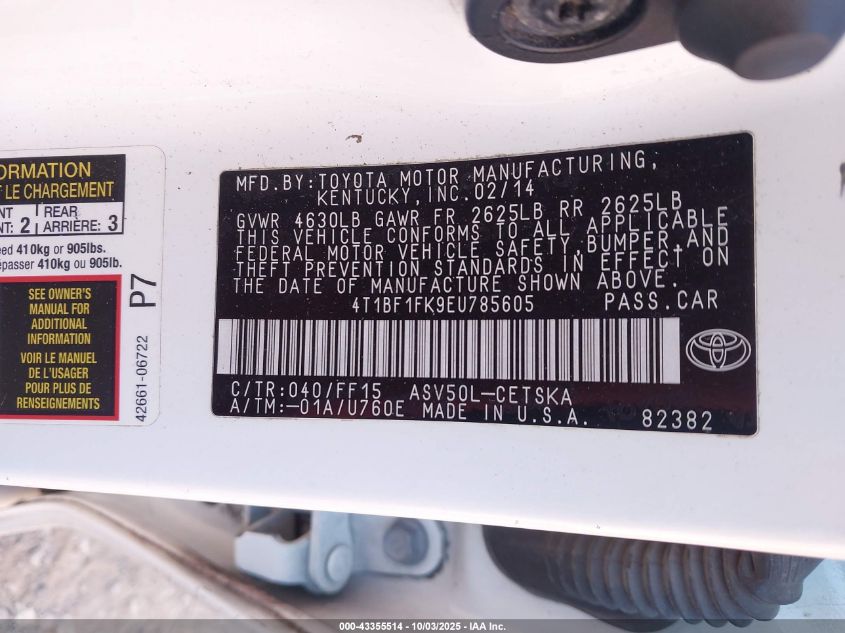 ORMATION
T LE CHARGEMENT
NT
NT: 2
REAR
ARRIÈRE: 3
eed 410kg or 905lbs.
epasser 410kg ou 905lb.
SEE OWNER'S
MANUAL FOR
ADDITIONAL
INFORMATION
VOIR LE MANUEL
DE L'USAGER
POUR PLUS DE
RENSEIGNEMENTS
P7
42661-06722
MFD.BY:TOYOTA MOTOR MANUFACTURING,
KENTUCKY, INC.02/14
GVWR 4630LB GAWR FR 2625LB RR 2625LB
THIS VEHICLE CONFORMS TO ALL APPLICABLE
FEDERAL MOTOR VEHICLE SAFETY,BUMPER,AND
THEFT PREVENTION STANDARDS IN EFFECT ON
THE DATE OF MANUFACTURE SHOWN ABOVE.
4T1BF1FK9EU785605 PASS.CAR
C/TR:040/FF15 ASV50L-CETSKA
A/TM:-01A/U760E MADE IN U.S.A.
82382
000-43355514 - 10/03/2025 - IAA Inc.